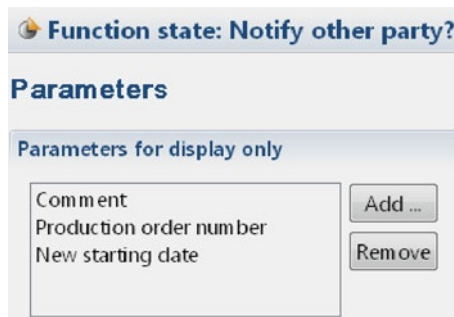 Function state: Notify other party?
Parameters
Parameters for display only
Comment
Production order number
New starting date
Add ...
Remove